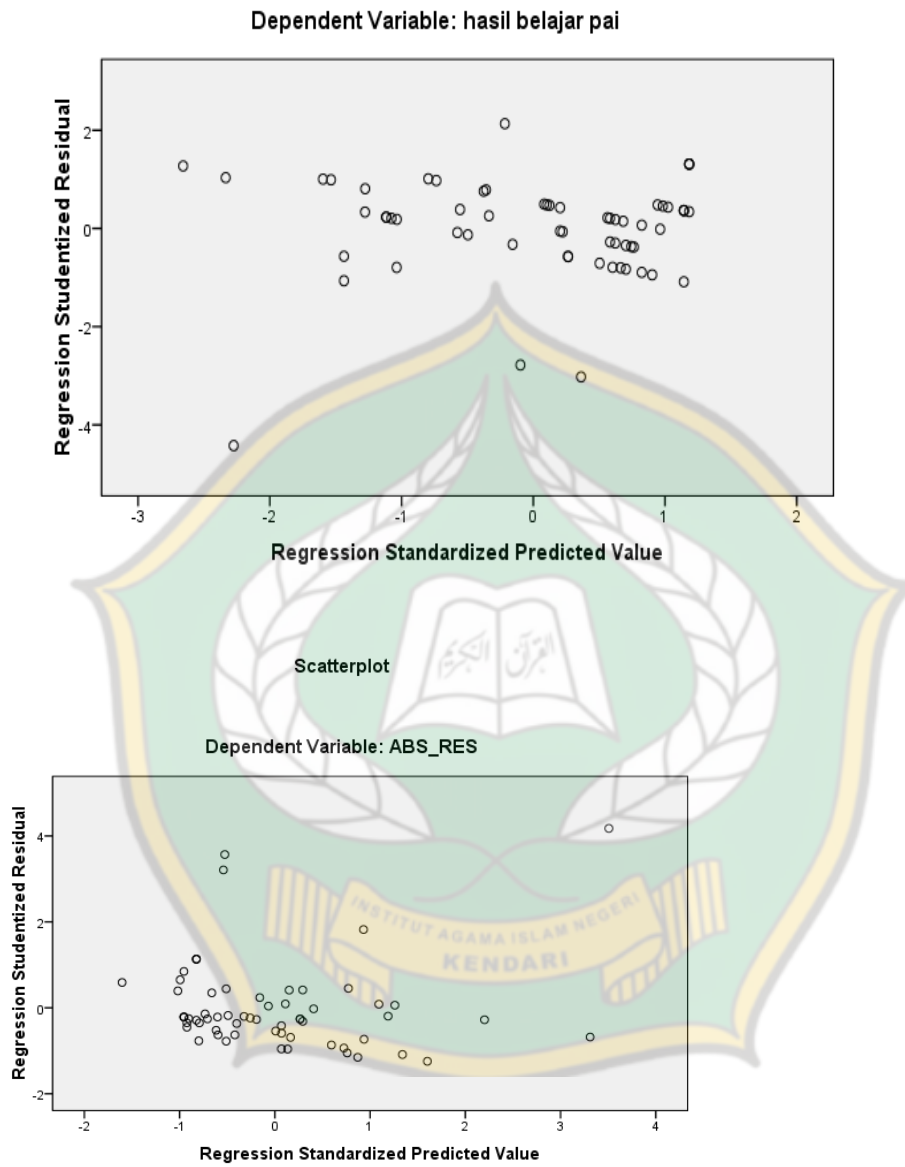 Dependent Variable: hasil belajar pai
Regression Studentized Residual
2
0
-2
-4
-3 -2 -1 0 1 2
Regression Standardized Predicted Value
القرآن الكريم
Scatterplot
Dependent Variable: ABS_RES
Regression Studentized Residual
4
2
0
-2
INSTITUT AGAMA ISLAM NEGERI
KENDARI
-2 -1 0 1 2 3 4
Regression Standardized Predicted Value